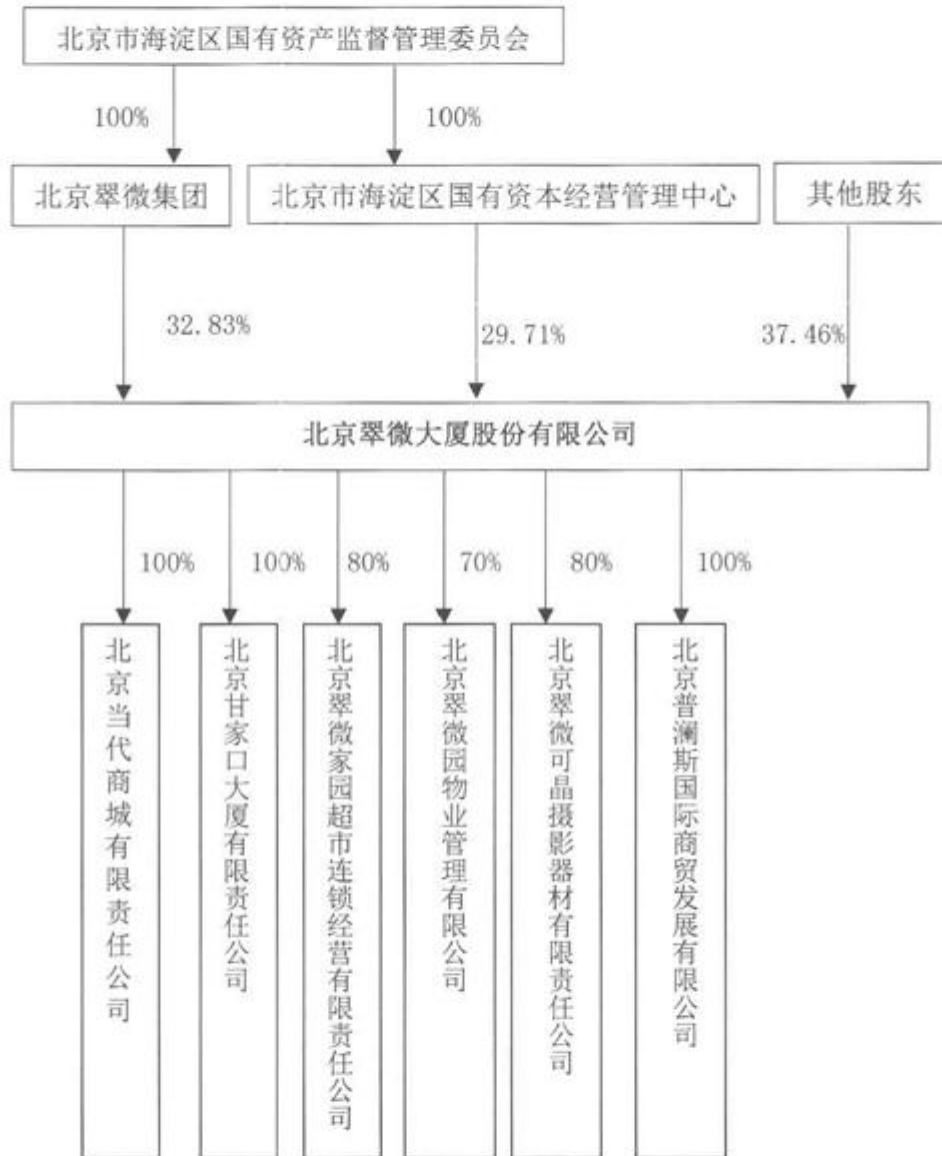 北京市海淀区国有资产监督管理委员会
100%
100%
北京翠微集团
北京市海淀区国有资本经营管理中心
其他股东
32.83%
29.71%
37.46%
北京翠微大厦股份有限公司
100%
100%
80%
70%
80%
100%
北京当代商城有限责任公司
北京甘家口大厦有限责任公司
北京翠微家园超市连锁经营有限责任公司
北京翠微园物业管理有限公司
北京翠微可晶摄影器材有限责任公司
北京普澜斯国际商贸发展有限公司